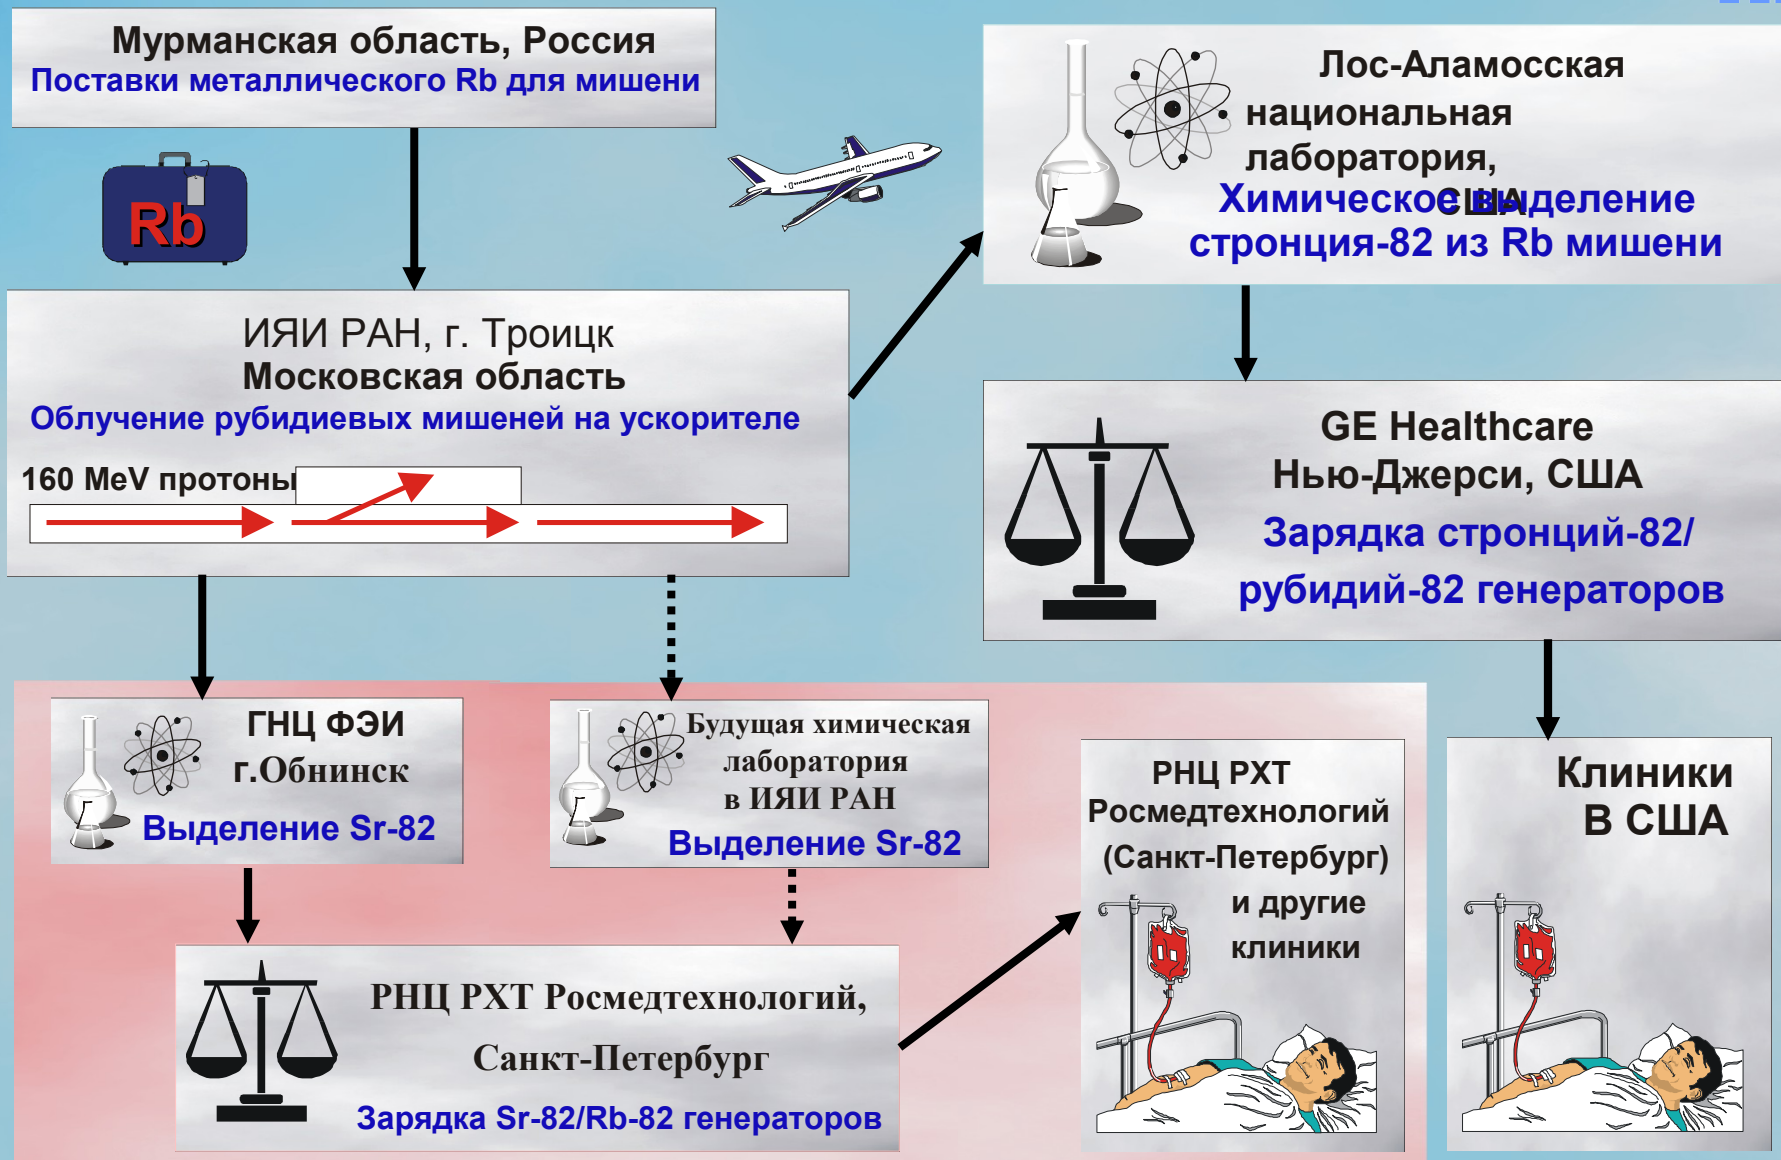 Мурманская область, Россия
Поставки металлического Rb для мишени
Rb
ИЯИ РАН, г. Троицк
Московская область
Облучение рубидиевых мишеней на ускорителе
160 MeV протоны
Лос-Аламосская
национальная
лаборатория,
США
Химическое выделение
стронция-82 из Rb мишени
GE Healthcare
Нью-Джерси, США
Зарядка стронций-82/
рубидий-82 генераторов
ГНЦ ФЭИ
г.Обнинск
Выделение Sr-82
Будущая химическая
лаборатория
в ИЯИ РАН
Выделение Sr-82
РНЦ РХТ Росмедтехнологий,
Санкт-Петербург
Зарядка Sr-82/Rb-82 генераторов
РНЦ РХТ
Росмедтехнологий
(Санкт-Петербург)
и другие
клиники
Клиники
В США